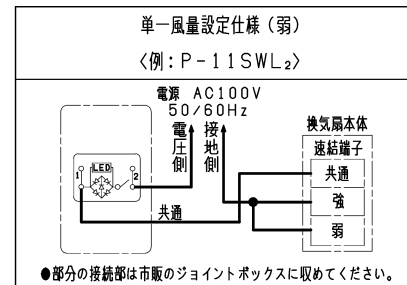 単一風量設定仕様（弱）
〈例：P-11SWL₂〉
電源 AC100V
50/60Hz
電圧側
接地側
換気扇本体
速結端子
共通
強
弱
LED
1
2
共通
●部分の接続部は市販のジョイントボックスに収めてください。